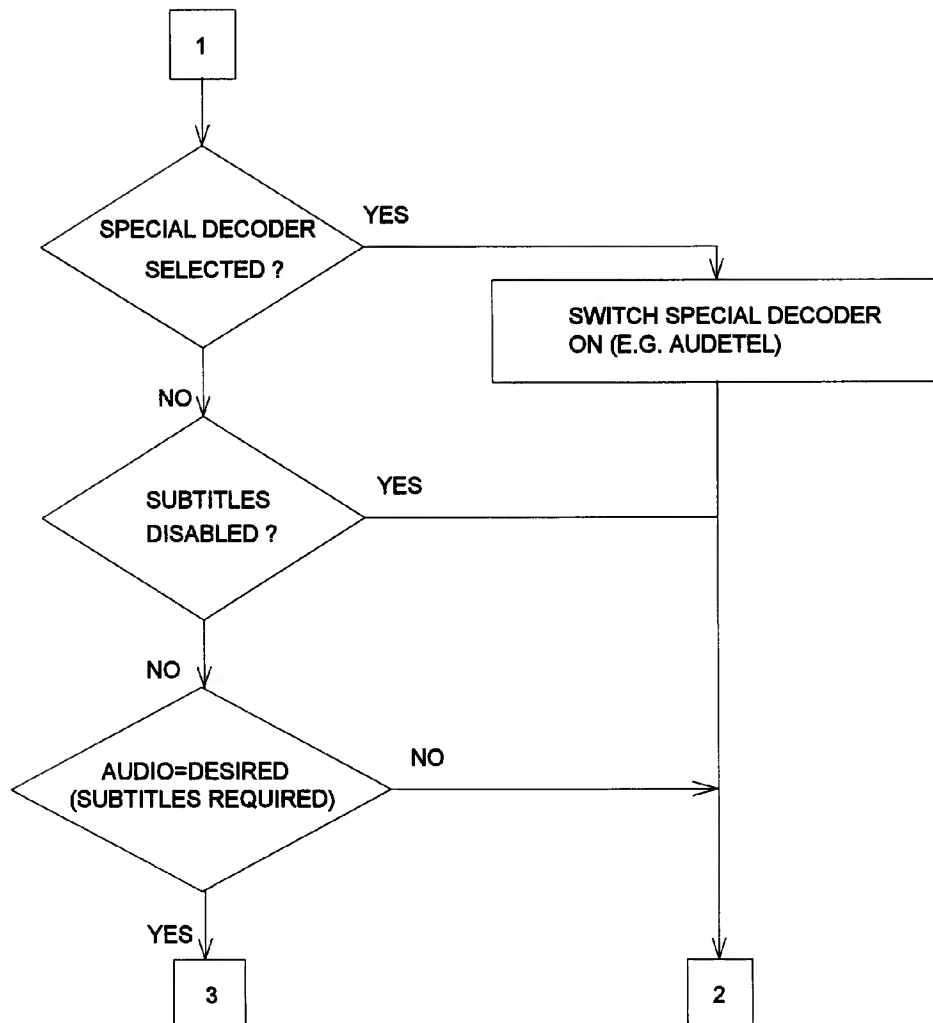 1
SPECIAL DECODER
SELECTED ?
YES
SWITCH SPECIAL DECODER
ON (E.G. AUDETEL)
NO
SUBTITLES
DISABLED ?
YES
NO
AUDIO=DESIRED
(SUBTITLES REQUIRED)
NO
YES
3
2